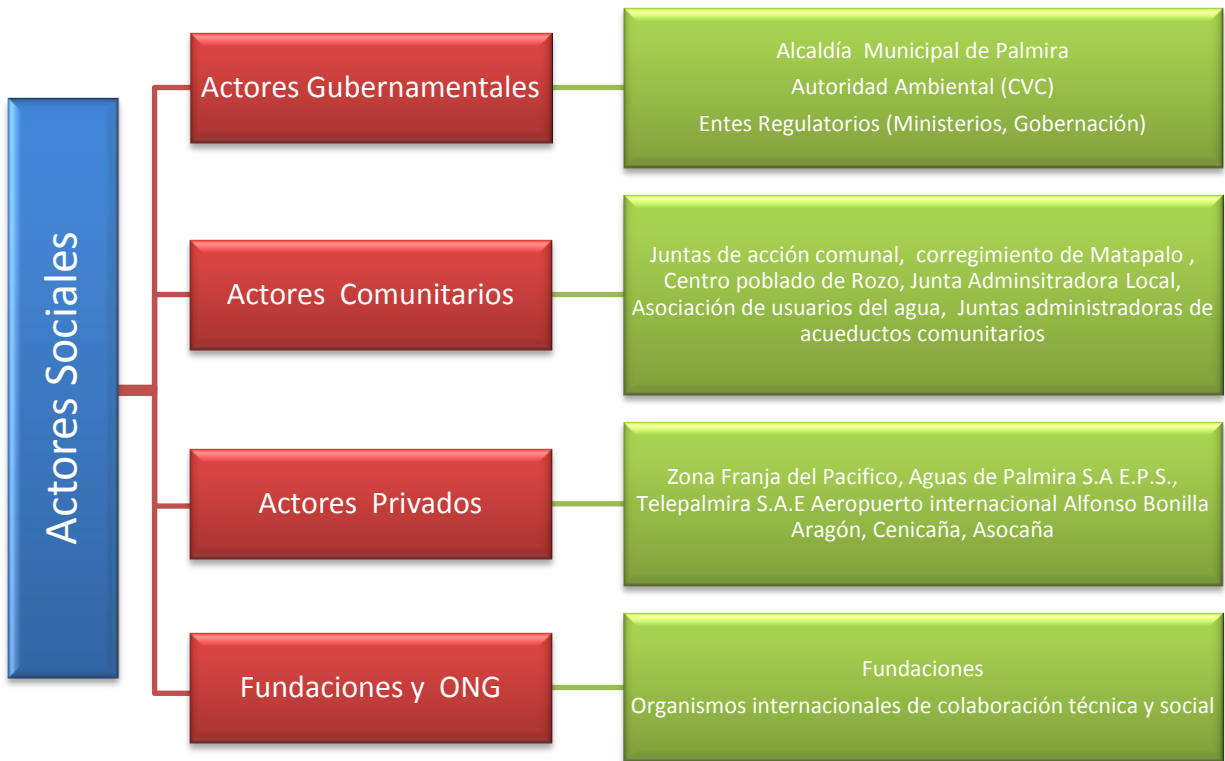 Actores Sociales
Actores Gubernamentales
Alcaldía Municipal de Palmira
Autoridad Ambiental (CVC)
Entes Regulatorios (Ministerios, Gobernación)
Actores Comunitarios
Juntas de acción comunal, corregimiento de Matapalo ,
Centro poblado de Rozo, Junta Adminsitradora Local,
Asociación de usuarios del agua, Juntas administradoras de
acueductos comunitarios
Actores Privados
Zona Franja del Pacifico, Aguas de Palmira S.A E.P.S.,
Telepalmira S.A.E Aeropuerto internacional Alfonso Bonilla
Aragón, Cenicaña, Asocaña
Fundaciones y ONG
Fundaciones
Organismos internacionales de colaboración técnica y social